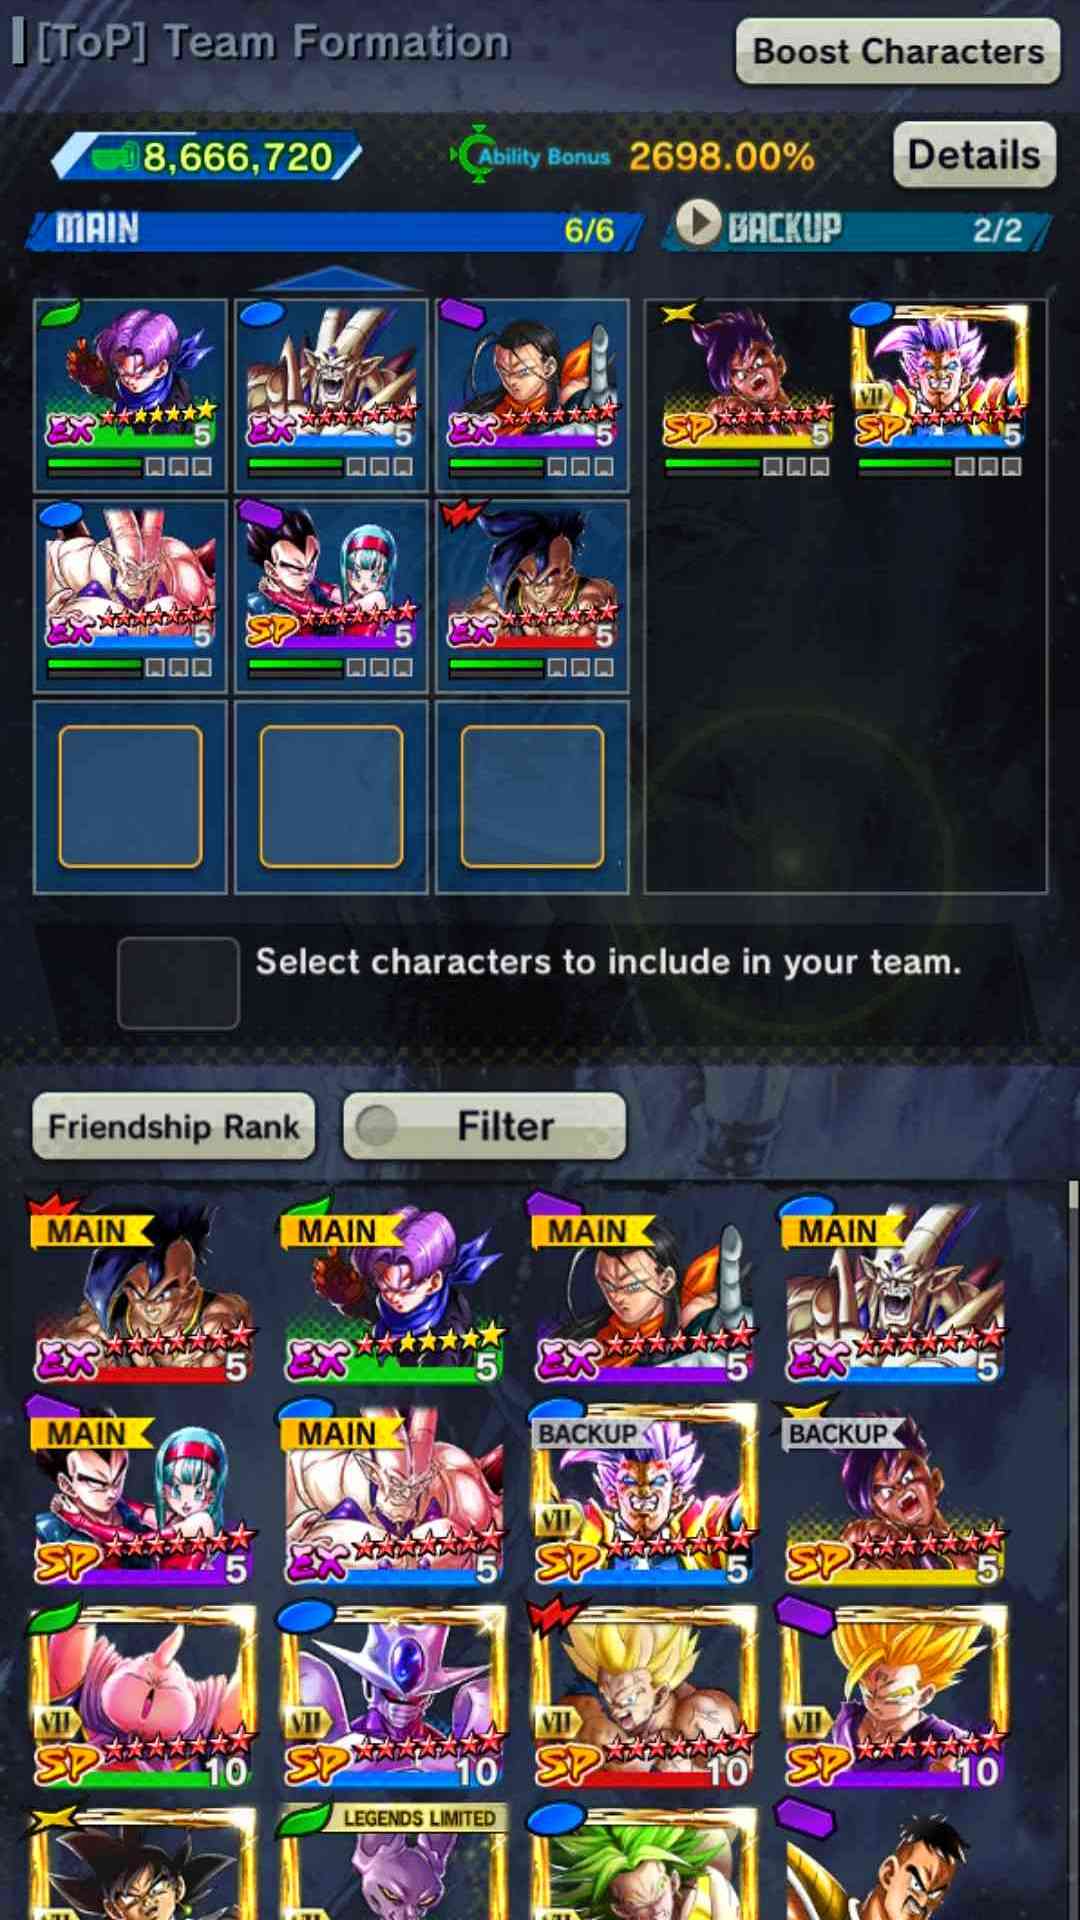 [ToP] Team Formation
Boost Characters
8,666,720
Ability Bonus 2698.00%
Details
MAIN 6/6
BACKUP 2/2
EX 5
EX 5
EX 5
SP 5
VII SP 5
EX 5
SP 5
EX 5
Select characters to include in your team.
Friendship Rank
Filter
MAIN MAIN MAIN MAIN
EX 5 EX 5 EX 5 EX 5
MAIN MAIN BACKUP BACKUP
VII
SP 5 EX 5 SP 5 SP 5
VII VII VII VII
SP 10 SP 10 SP 10 SP 10
LEGENDS LIMITED
VII VII VII